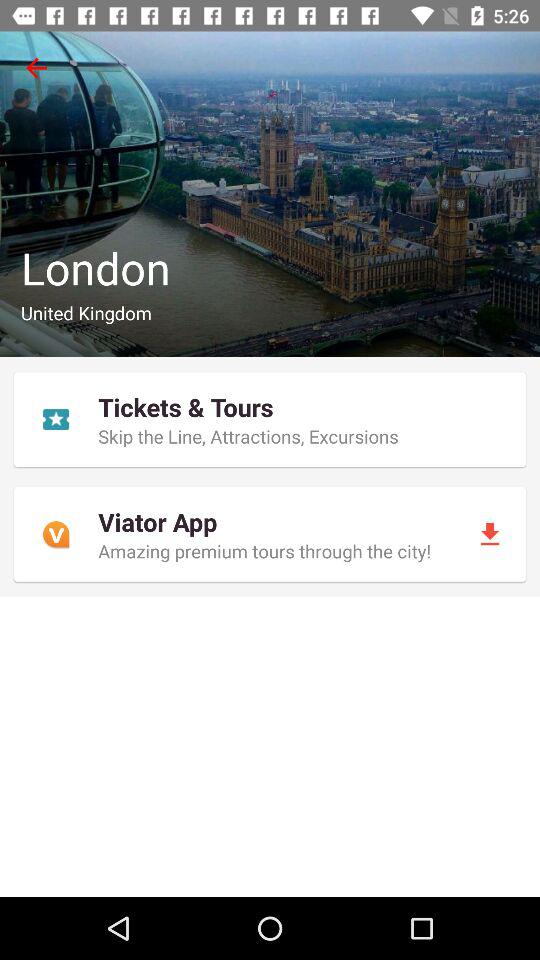 5:26
London
United Kingdom
Tickets & Tours
Skip the Line, Attractions, Excursions
V
Viator App
Amazing premium tours through the city!